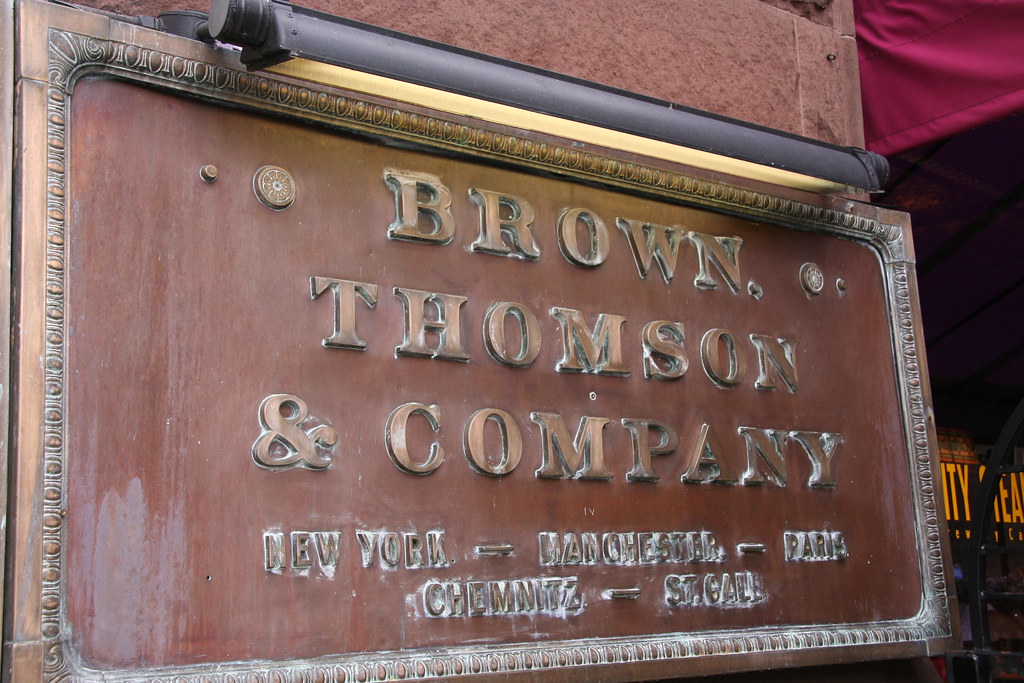 BROWN,
THOMSON
& COMPANY
NEW YORK. — MANCHESTER. — PARIS.
CHEMNITZ. — ST. GALL.